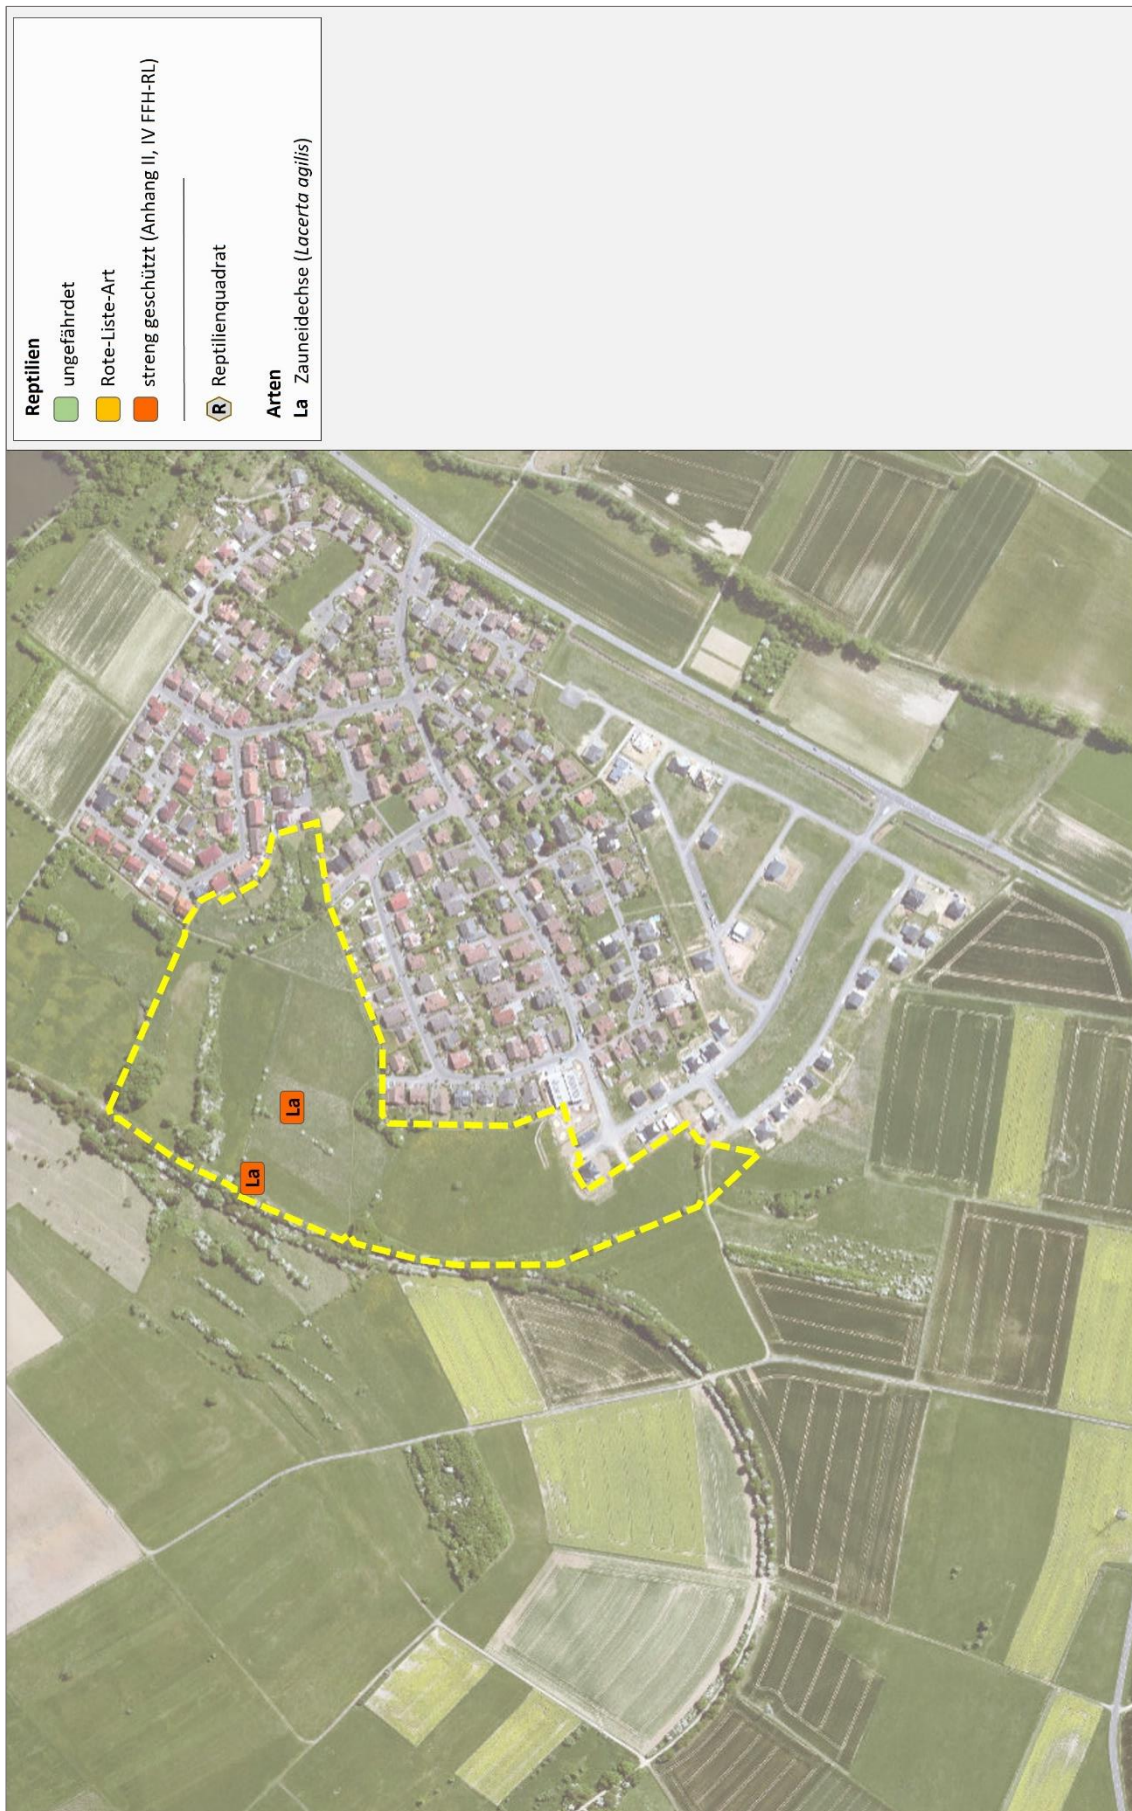 Reptilien
ungefährdet
Rote-Liste-Art
streng geschützt (Anhang II, IV FFH-RL)
R Reptilienquadrat
Arten
La Zauneidechse (Lacerta agilis)
La
La